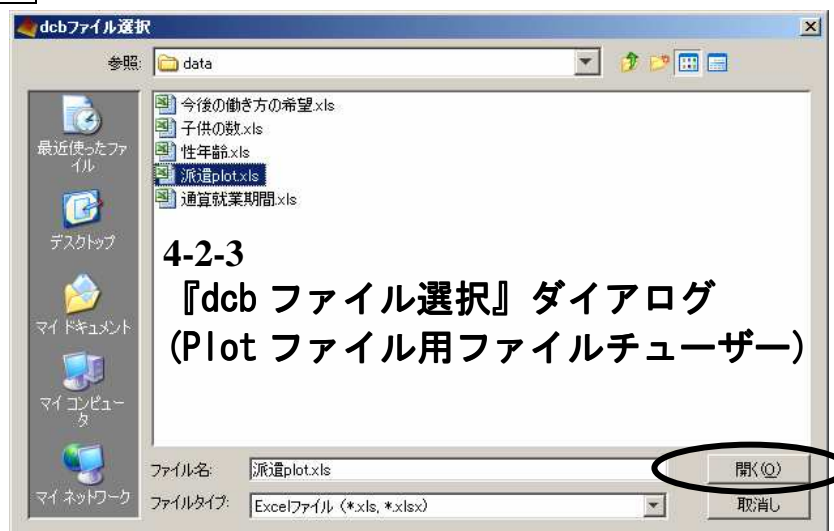 dcbファイル選択
参照:
data
今後の働き方の希望.xls
子供の数.xls
性年齢.xls
派遣plot.xls
通算就業期間.xls
最近使ったファ
イル
デスクトップ
マイ ドキュメント
マイ コンピュー
タ
マイ ネットワーク
4-2-3
『dcb ファイル選択』ダイアログ
(Plot ファイル用ファイルチューザー)
ファイル名:
派遣plot.xls
開く(O)
ファイルタイプ:
Excelファイル (*.xls, *.xlsx)
取消し